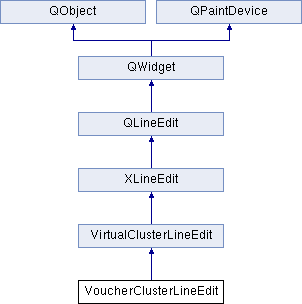 QObject
QPaintDevice
QWidget
QLineEdit
XLineEdit
VirtualClusterLineEdit
VoucherClusterLineEdit